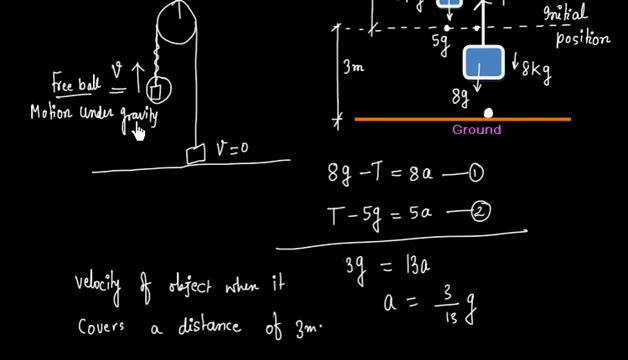 Initial
position
5g
8kg
3m
8g
Ground
Free ball
V
Motion under gravity
V=0
8g - T = 8a —①
T - 5g = 5a —②
3g = 13a
a = 3/13 g
Velocity of object when it
Covers a distance of 3m.